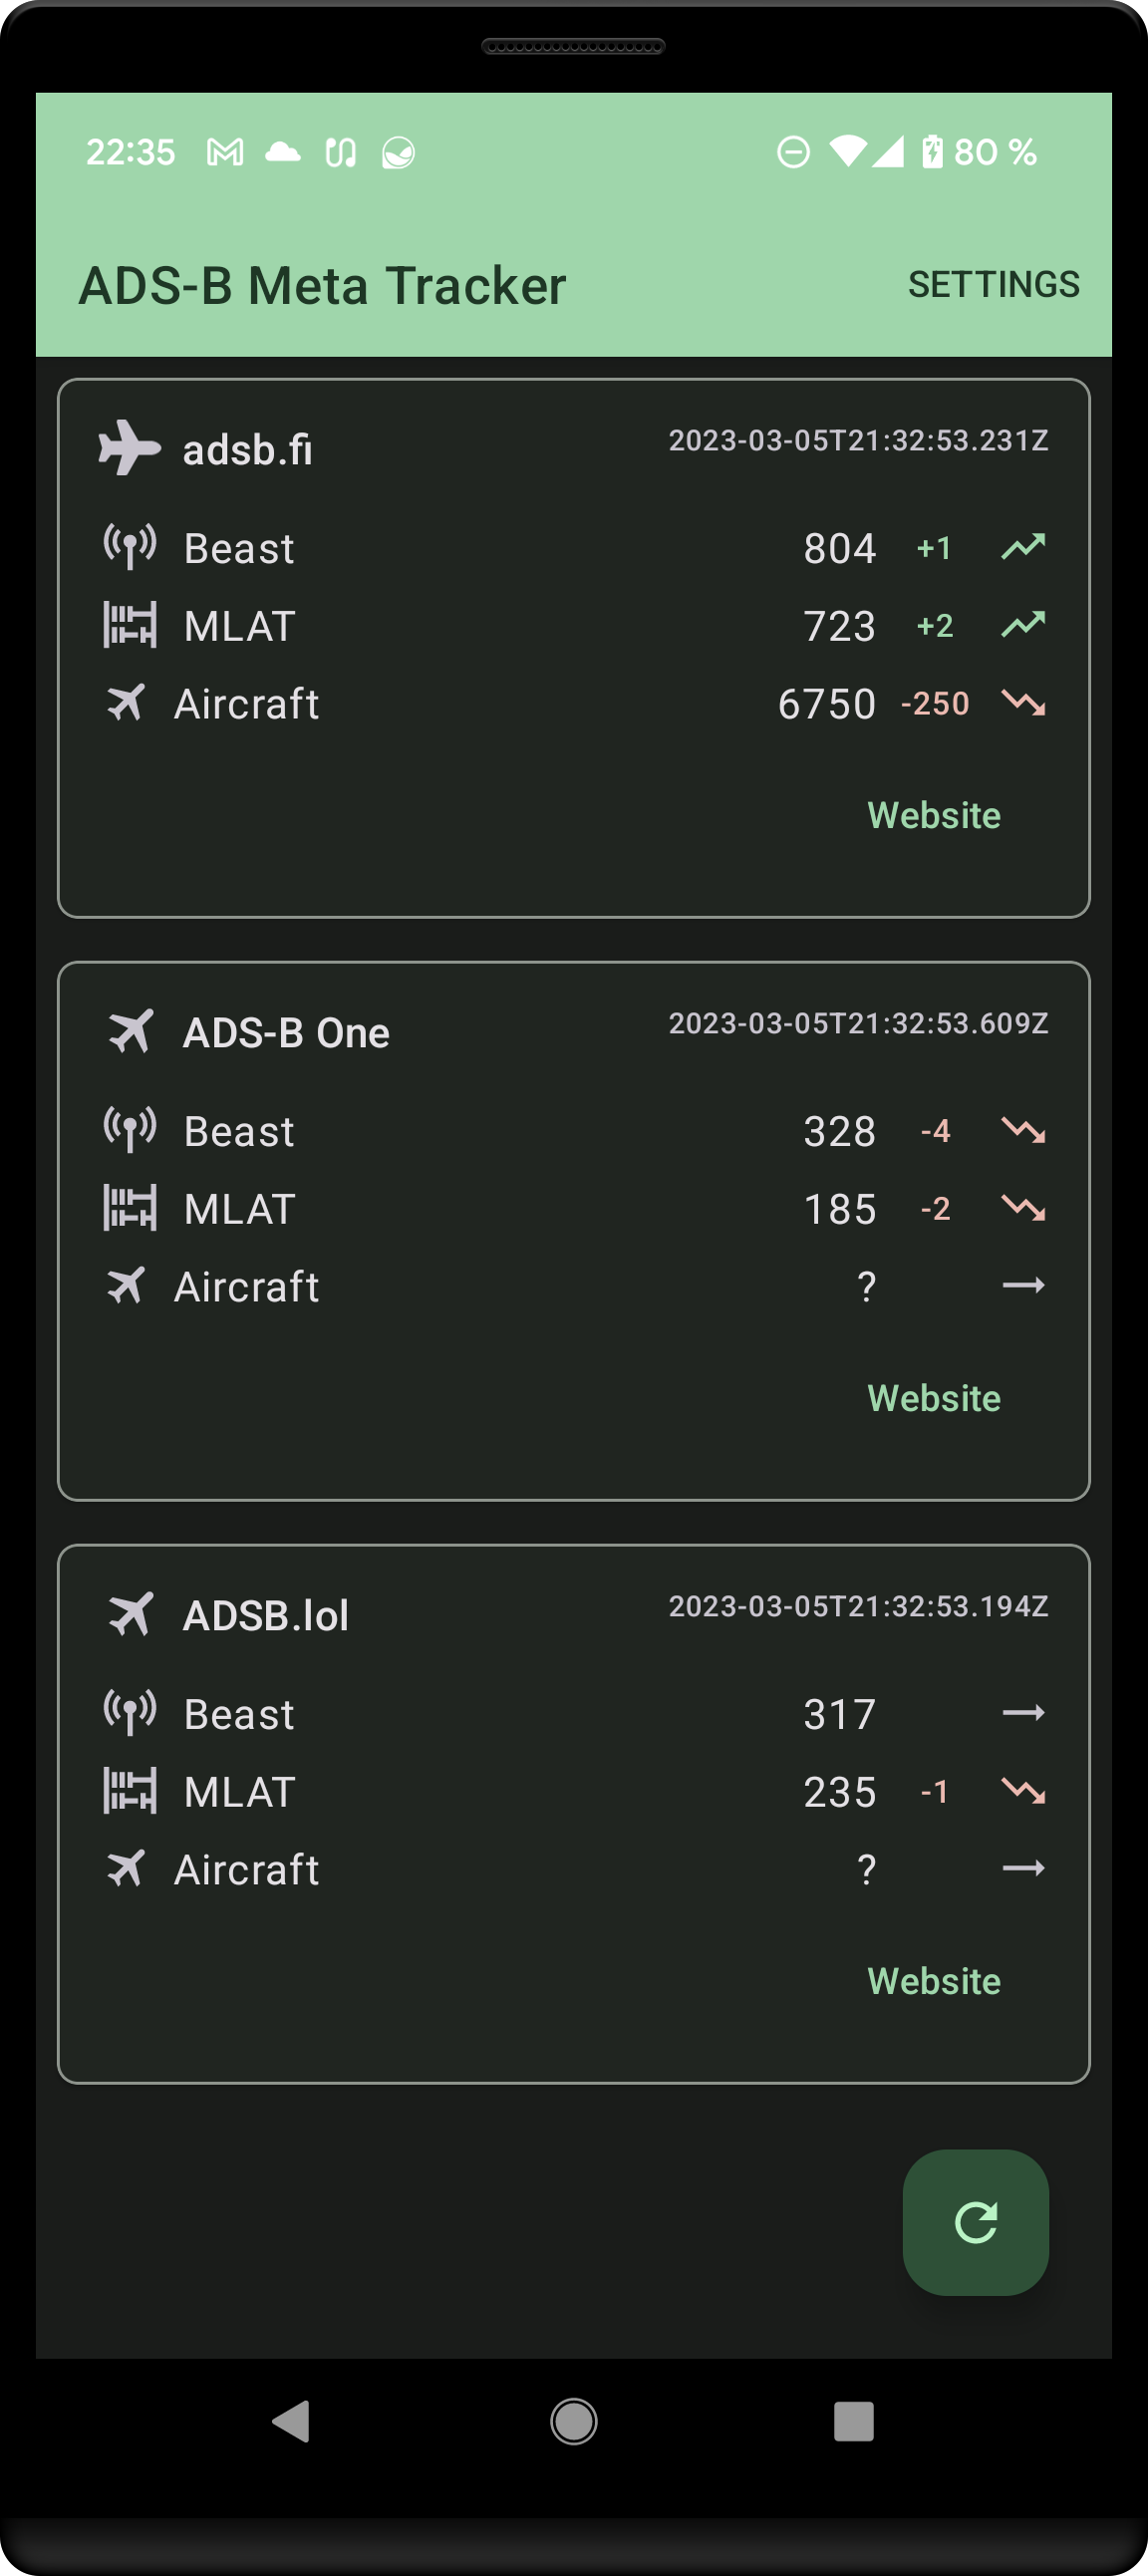 22:35 80 %
ADS-B Meta Tracker SETTINGS
adsb.fi 2023-03-05T21:32:53.231Z
Beast 804 +1
MLAT 723 +2
Aircraft 6750 -250
Website
ADS-B One 2023-03-05T21:32:53.609Z
Beast 328 -4
MLAT 185 -2
Aircraft ?
Website
ADSB.lol 2023-03-05T21:32:53.194Z
Beast 317
MLAT 235 -1
Aircraft ?
Website